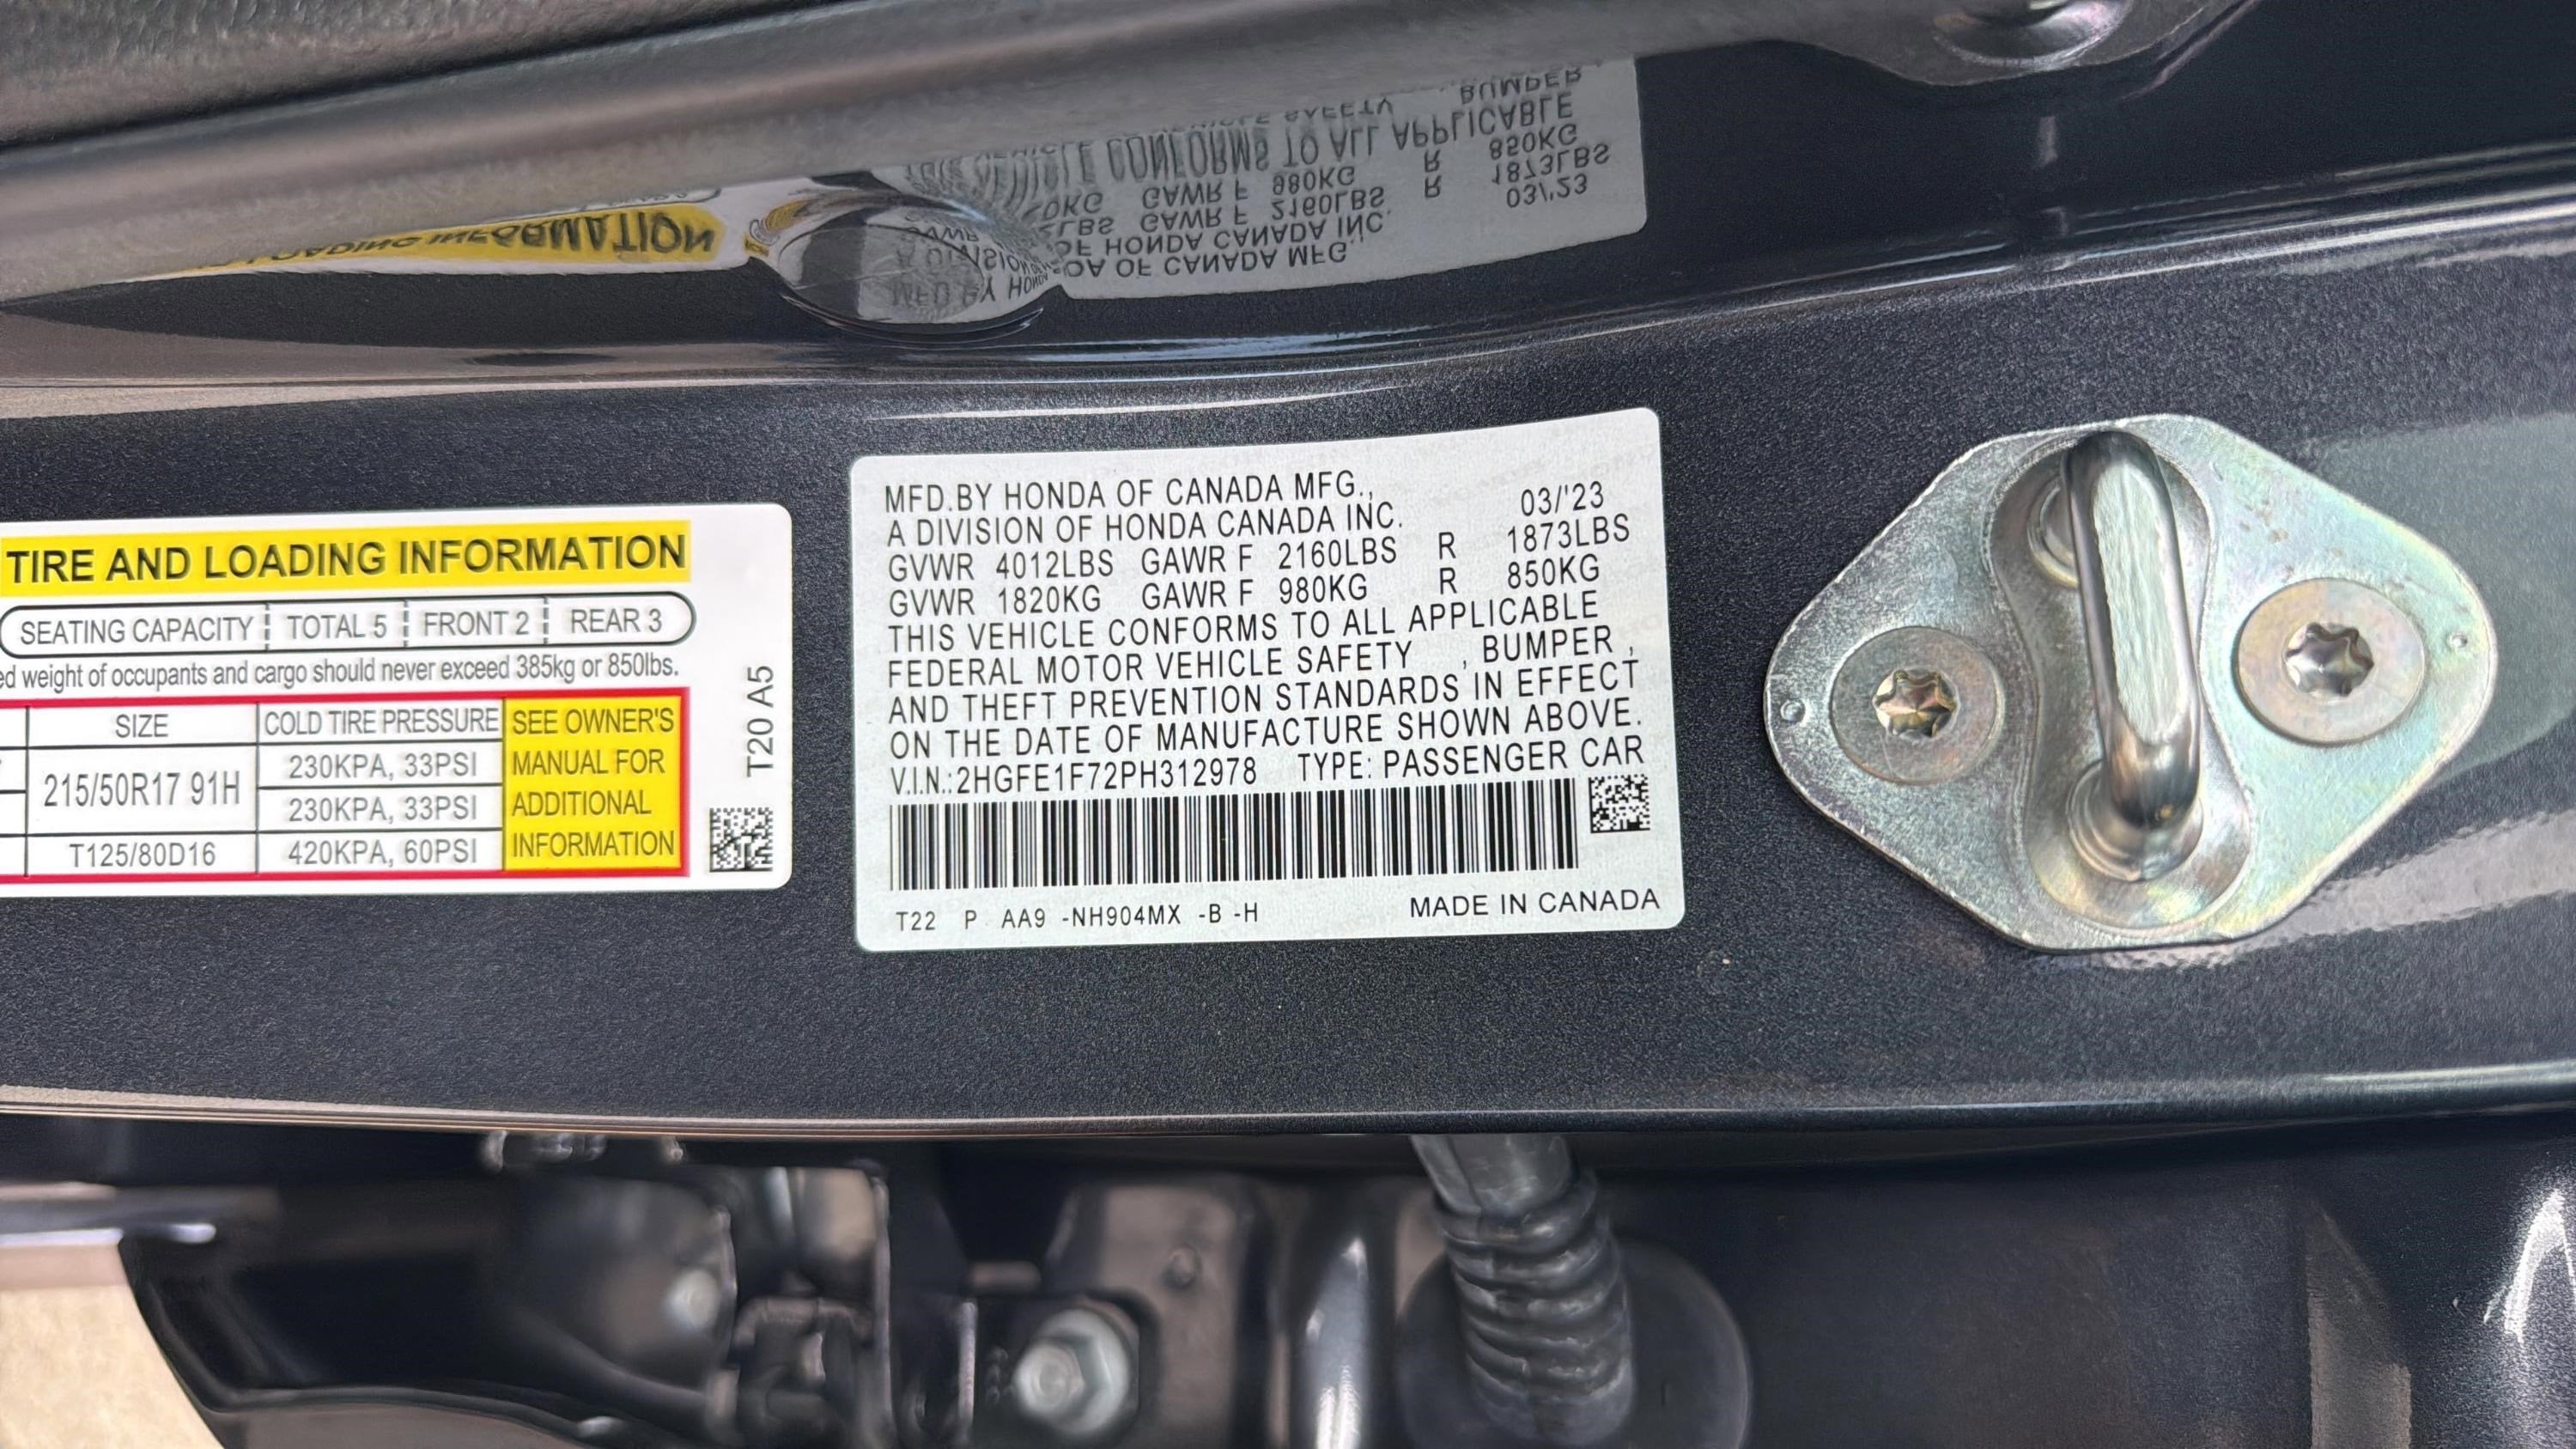 TIRE AND LOADING INFORMATION
SEATING CAPACITY TOTAL 5 FRONT 2 REAR 3
weight of occupants and cargo should never exceed 385kg or 850lbs.
SIZE COLD TIRE PRESSURE SEE OWNER'S
215/50R17 91H 230KPA, 33PSI MANUAL FOR
230KPA, 33PSI ADDITIONAL
T125/80D16 420KPA, 60PSI INFORMATION
T20 A5
MFD.BY HONDA OF CANADA MFG.,
A DIVISION OF HONDA CANADA INC. 03/'23
GVWR 4012LBS GAWR F 2160LBS R 1873LBS
GVWR 1820KG GAWR F 980KG R 850KG
THIS VEHICLE CONFORMS TO ALL APPLICABLE
FEDERAL MOTOR VEHICLE SAFETY , BUMPER ,
AND THEFT PREVENTION STANDARDS IN EFFECT
ON THE DATE OF MANUFACTURE SHOWN ABOVE.
V.I.N.:2HGFE1F72PH312978 TYPE: PASSENGER CAR
T22 P AA9 -NH904MX -B -H MADE IN CANADA